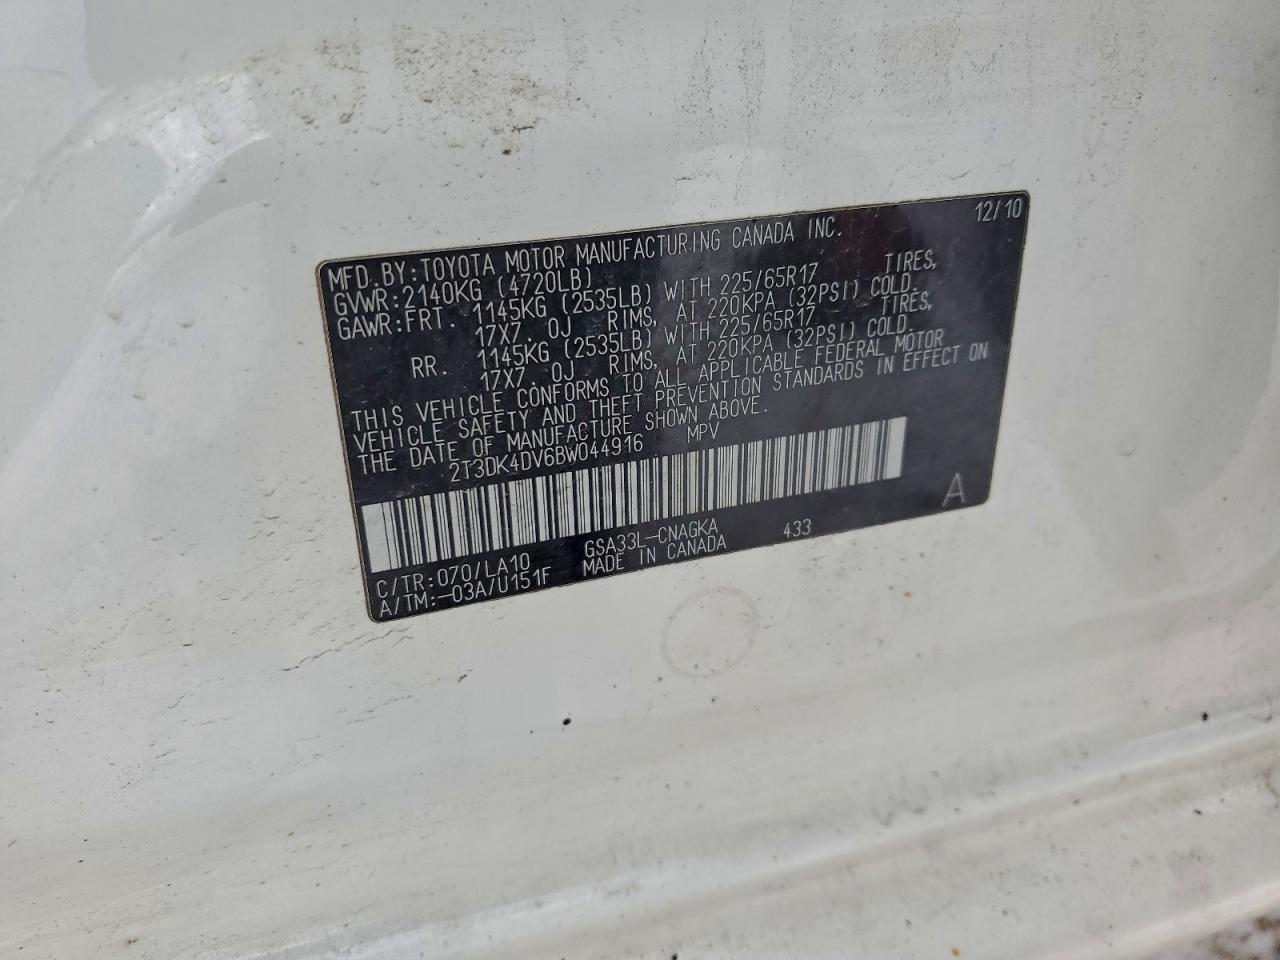 12/10
MFD.BY:TOYOTA MOTOR MANUFACTURING CANADA INC.
GVWR:2140KG (4720LB)
GAWR:FRT. 1145KG (2535LB) WITH 225/65R17 TIRES,
17X7.0J RIMS, AT 220KPA (32PSI) COLD.
RR. 1145KG (2535LB) WITH 225/65R17 TIRES,
17X7.0J RIMS, AT 220KPA (32PSI) COLD.
THIS VEHICLE CONFORMS TO ALL APPLICABLE FEDERAL MOTOR
VEHICLE SAFETY AND THEFT PREVENTION STANDARDS IN EFFECT ON
THE DATE OF MANUFACTURE SHOWN ABOVE.
2T3DK4DV6BW044916 MPV
A
C/TR:070/LA10 GSA33L-CNAGKA 433
A/TM:-03A/U151F MADE IN CANADA